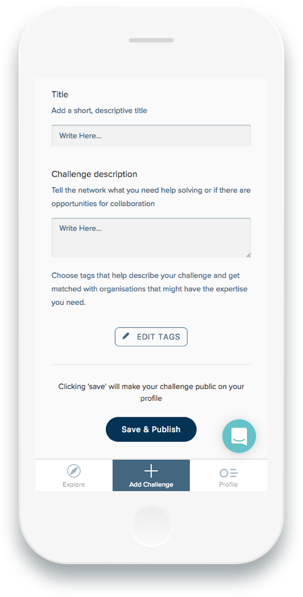 Title
Add a short, descriptive title
Write Here...
Challenge description
Tell the network what you need help solving or if there are
opportunities for collaboration
Write Here...
Choose tags that help describe your challenge and get
matched with organisations that might have the expertise
you need.
EDIT TAGS
Clicking 'save' will make your challenge public on your
profile
Save & Publish
Explore
Add Challenge
Profile